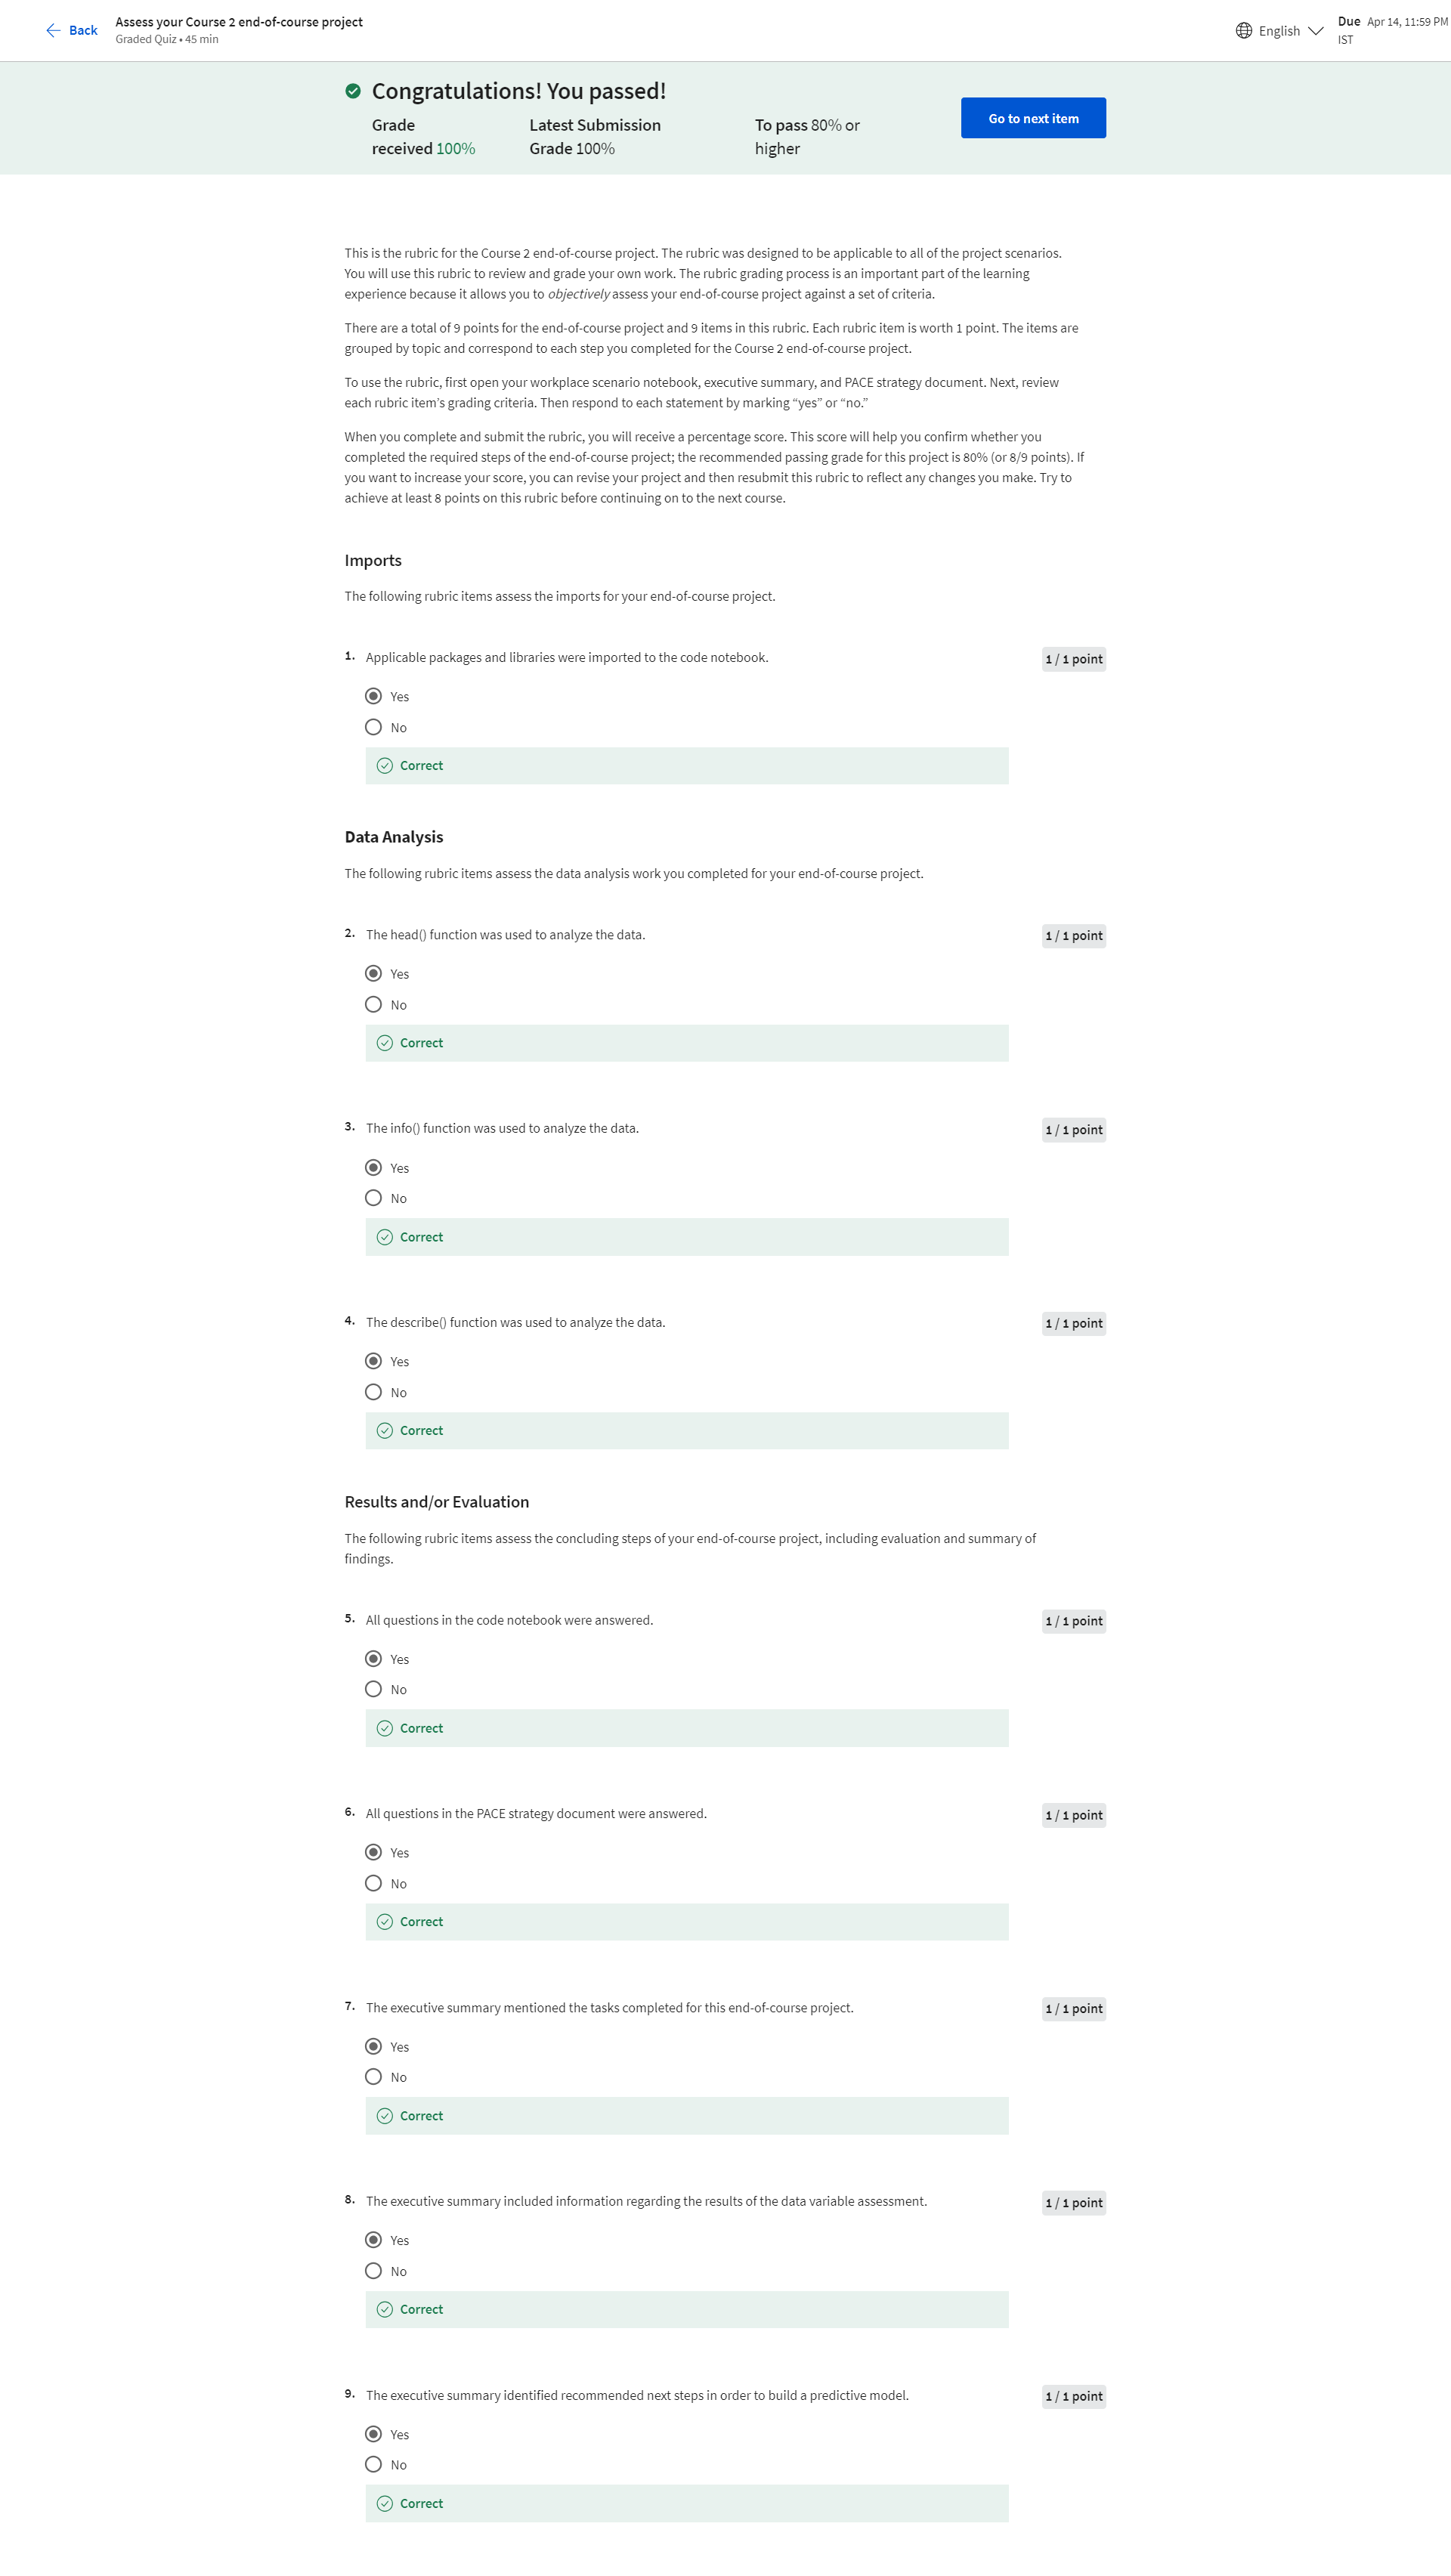 Back
Assess your Course 2 end-of-course project
Graded Quiz • 45 min
English
Due Apr 14, 11:59 PM
IST
Congratulations! You passed!
Grade
received 100%
Latest Submission
Grade 100%
To pass 80% or
higher
Go to next item
This is the rubric for the Course 2 end-of-course project. The rubric was designed to be applicable to all of the project scenarios.
You will use this rubric to review and grade your own work. The rubric grading process is an important part of the learning
experience because it allows you to objectively assess your end-of-course project against a set of criteria.
There are a total of 9 points for the end-of-course project and 9 items in this rubric. Each rubric item is worth 1 point. The items are
grouped by topic and correspond to each step you completed for the Course 2 end-of-course project.
To use the rubric, first open your workplace scenario notebook, executive summary, and PACE strategy document. Next, review
each rubric item’s grading criteria. Then respond to each statement by marking “yes” or “no.”
When you complete and submit the rubric, you will receive a percentage score. This score will help you confirm whether you
completed the required steps of the end-of-course project; the recommended passing grade for this project is 80% (or 8/9 points). If
you want to increase your score, you can revise your project and then resubmit this rubric to reflect any changes you make. Try to
achieve at least 8 points on this rubric before continuing on to the next course.
Imports
The following rubric items assess the imports for your end-of-course project.
1. Applicable packages and libraries were imported to the code notebook.
1 / 1 point
Yes
No
Correct
Data Analysis
The following rubric items assess the data analysis work you completed for your end-of-course project.
2. The head() function was used to analyze the data.
1 / 1 point
Yes
No
Correct
3. The info() function was used to analyze the data.
1 / 1 point
Yes
No
Correct
4. The describe() function was used to analyze the data.
1 / 1 point
Yes
No
Correct
Results and/or Evaluation
The following rubric items assess the concluding steps of your end-of-course project, including evaluation and summary of
findings.
5. All questions in the code notebook were answered.
1 / 1 point
Yes
No
Correct
6. All questions in the PACE strategy document were answered.
1 / 1 point
Yes
No
Correct
7. The executive summary mentioned the tasks completed for this end-of-course project.
1 / 1 point
Yes
No
Correct
8. The executive summary included information regarding the results of the data variable assessment.
1 / 1 point
Yes
No
Correct
9. The executive summary identified recommended next steps in order to build a predictive model.
1 / 1 point
Yes
No
Correct